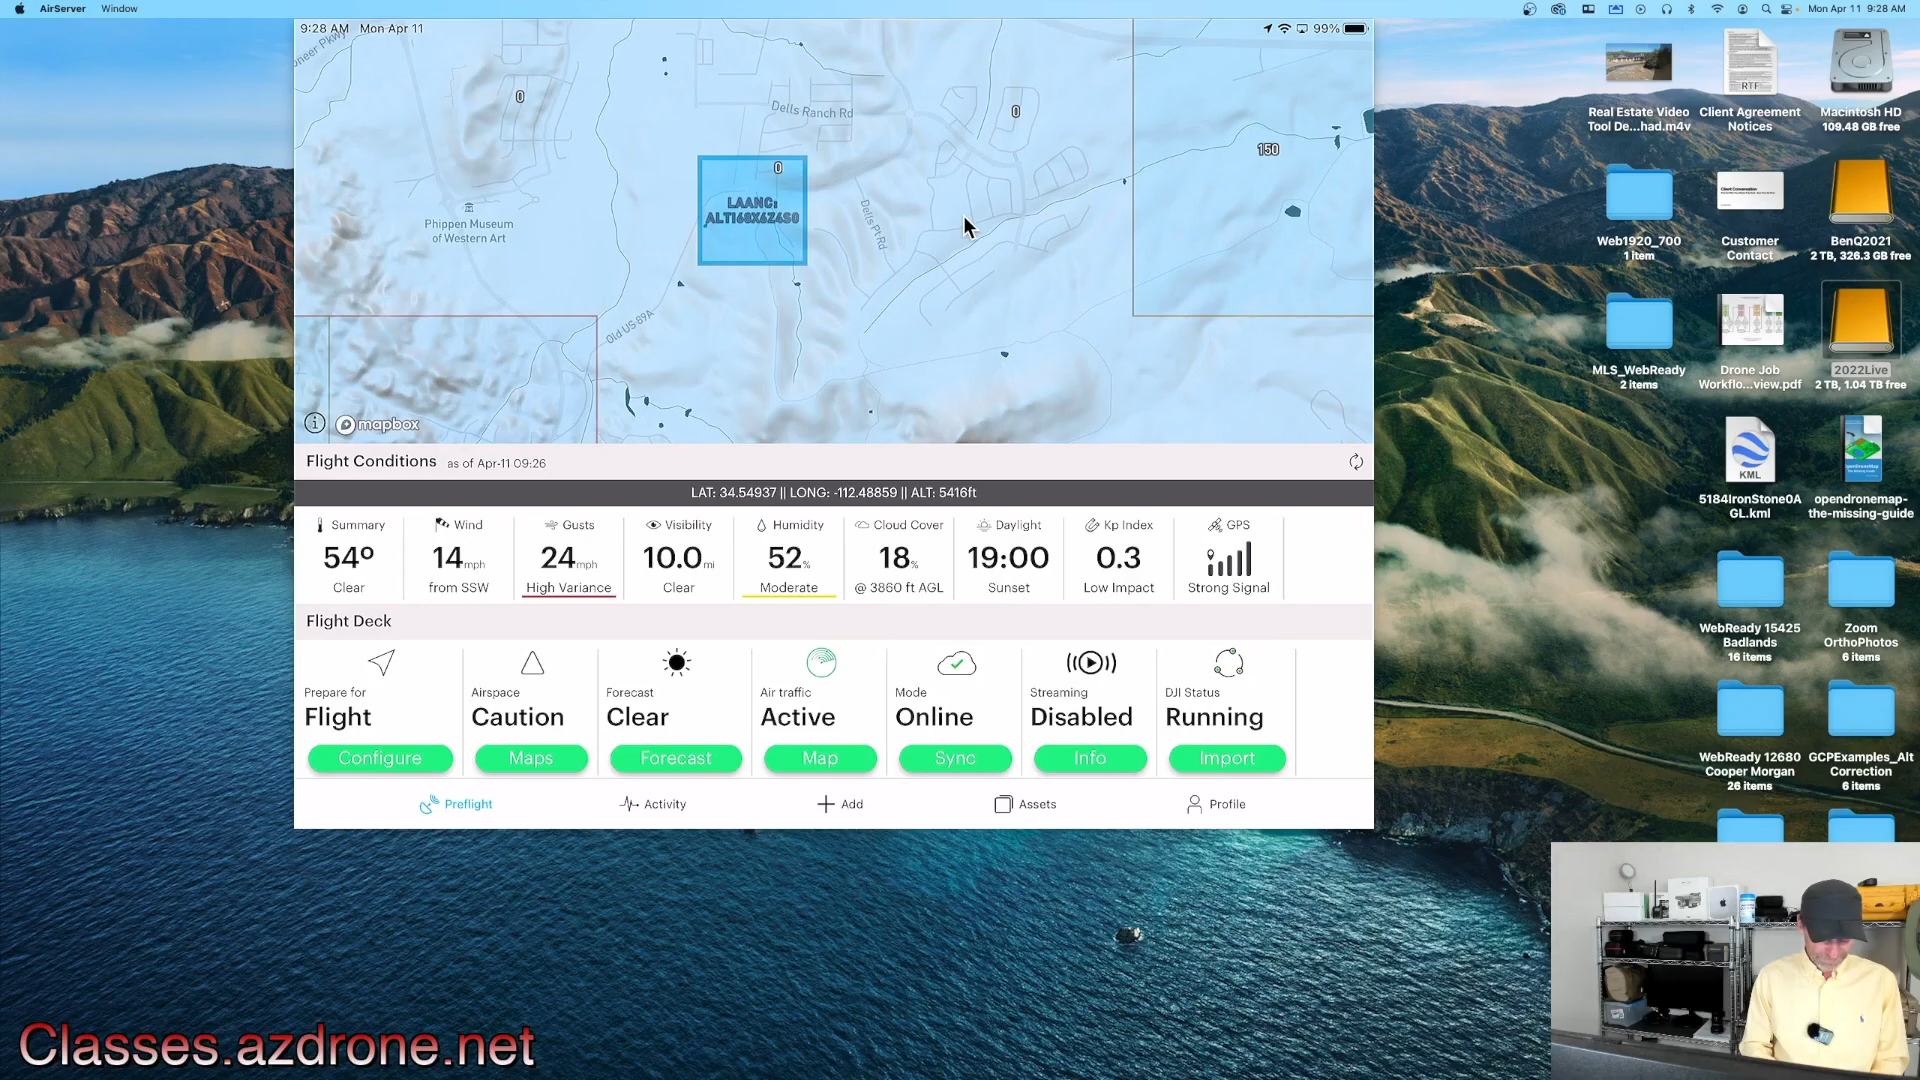 AirServer
Window
Mon Apr 11 9:28 AM
9:28 AM Mon Apr 11
99%
0
Dells Ranch Rd
0
150
0
LAANC:
Phippen Museum
of Western Art
Dells Pt Rd
Old US 89A
mapbox
Flight Conditions as of Apr-11 09:26
LAT: 34.54937 || LONG: -112.48859 || ALT: 5416ft
Summary Wind Gusts Visibility Humidity Cloud Cover Daylight Kp Index GPS
54º 14mph 24mph 10.0mi 52% 18% 19:00 0.3
Clear from SSW High Variance Clear Moderate @ 3860 ft AGL Sunset Low Impact Strong Signal
Flight Deck
Prepare for Airspace Forecast Air traffic Mode Streaming DJI Status
Flight Caution Clear Active Online Disabled Running
Configure Maps Forecast Map Sync Info Import
Preflight Activity Add Assets Profile
Real Estate Video
Tool De...had.m4v
RTF
Client Agreement
Notices
Macintosh HD
109.48 GB free
Web1920_700
1 item
Customer
Contact
BenQ2021
2 TB, 326.3 GB free
MLS_WebReady
2 items
Drone Job
Workflo...view.pdf
2022Live
2 TB, 1.04 TB free
KML
5184IronStone0A
GL.kml
opendronemap-
the-missing-guide
WebReady 15425
Badlands
16 items
Zoom
OrthoPhotos
6 items
WebReady 12680
Cooper Morgan
26 items
GCPExamples_Alt
Correction
6 items
Classes.azdrone.net